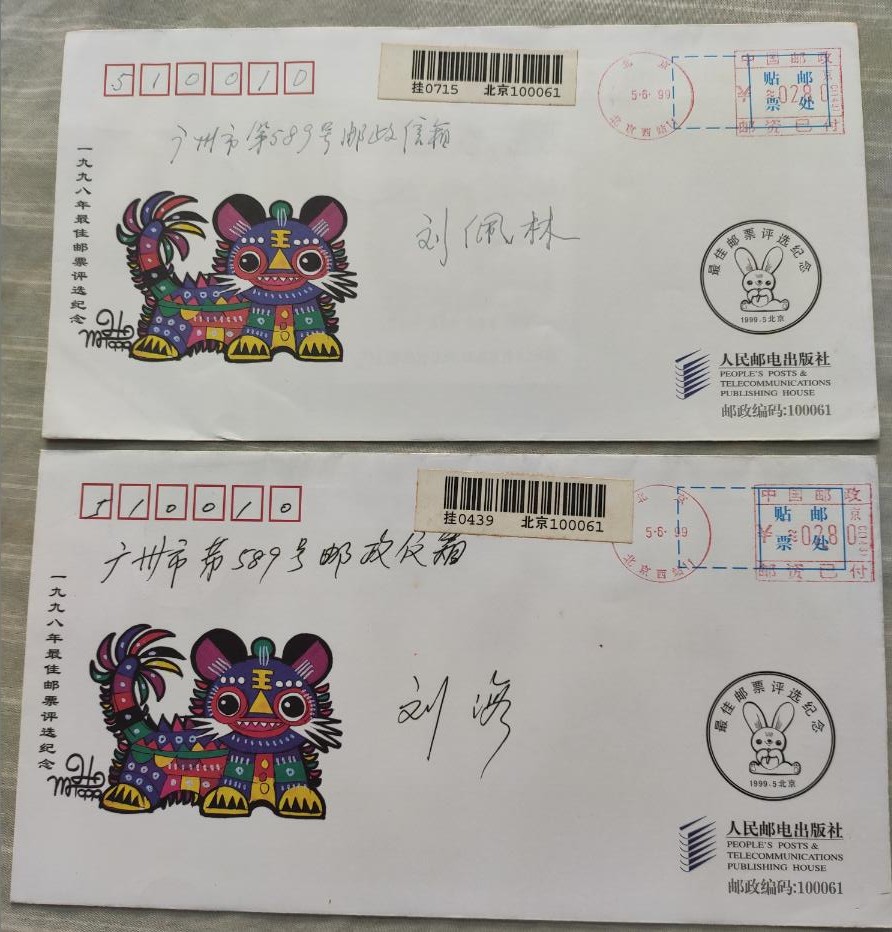 510010
挂0715 北京100061
5.6.99
中国邮政
贴 邮
票 处
0280
邮资已付
广州市第589号邮政信箱
刘佩林
一九九八年最佳邮票评选纪念
王
最佳邮票评选纪念
1999.5北京
人民邮电出版社
PEOPLE'S POSTS &
TELECOMMUNICATIONS
PUBLISHING HOUSE
邮政编码:100061
510010
挂0439 北京100061
5.6.99
北京西站
中国邮政
贴 邮
票 处
0280
邮资已付
广州市第589号邮政信箱
刘
一九九八年最佳邮票评选纪念
王
最佳邮票评选纪念
1999.5北京
人民邮电出版社
PEOPLE'S POSTS &
TELECOMMUNICATIONS
PUBLISHING HOUSE
邮政编码:100061